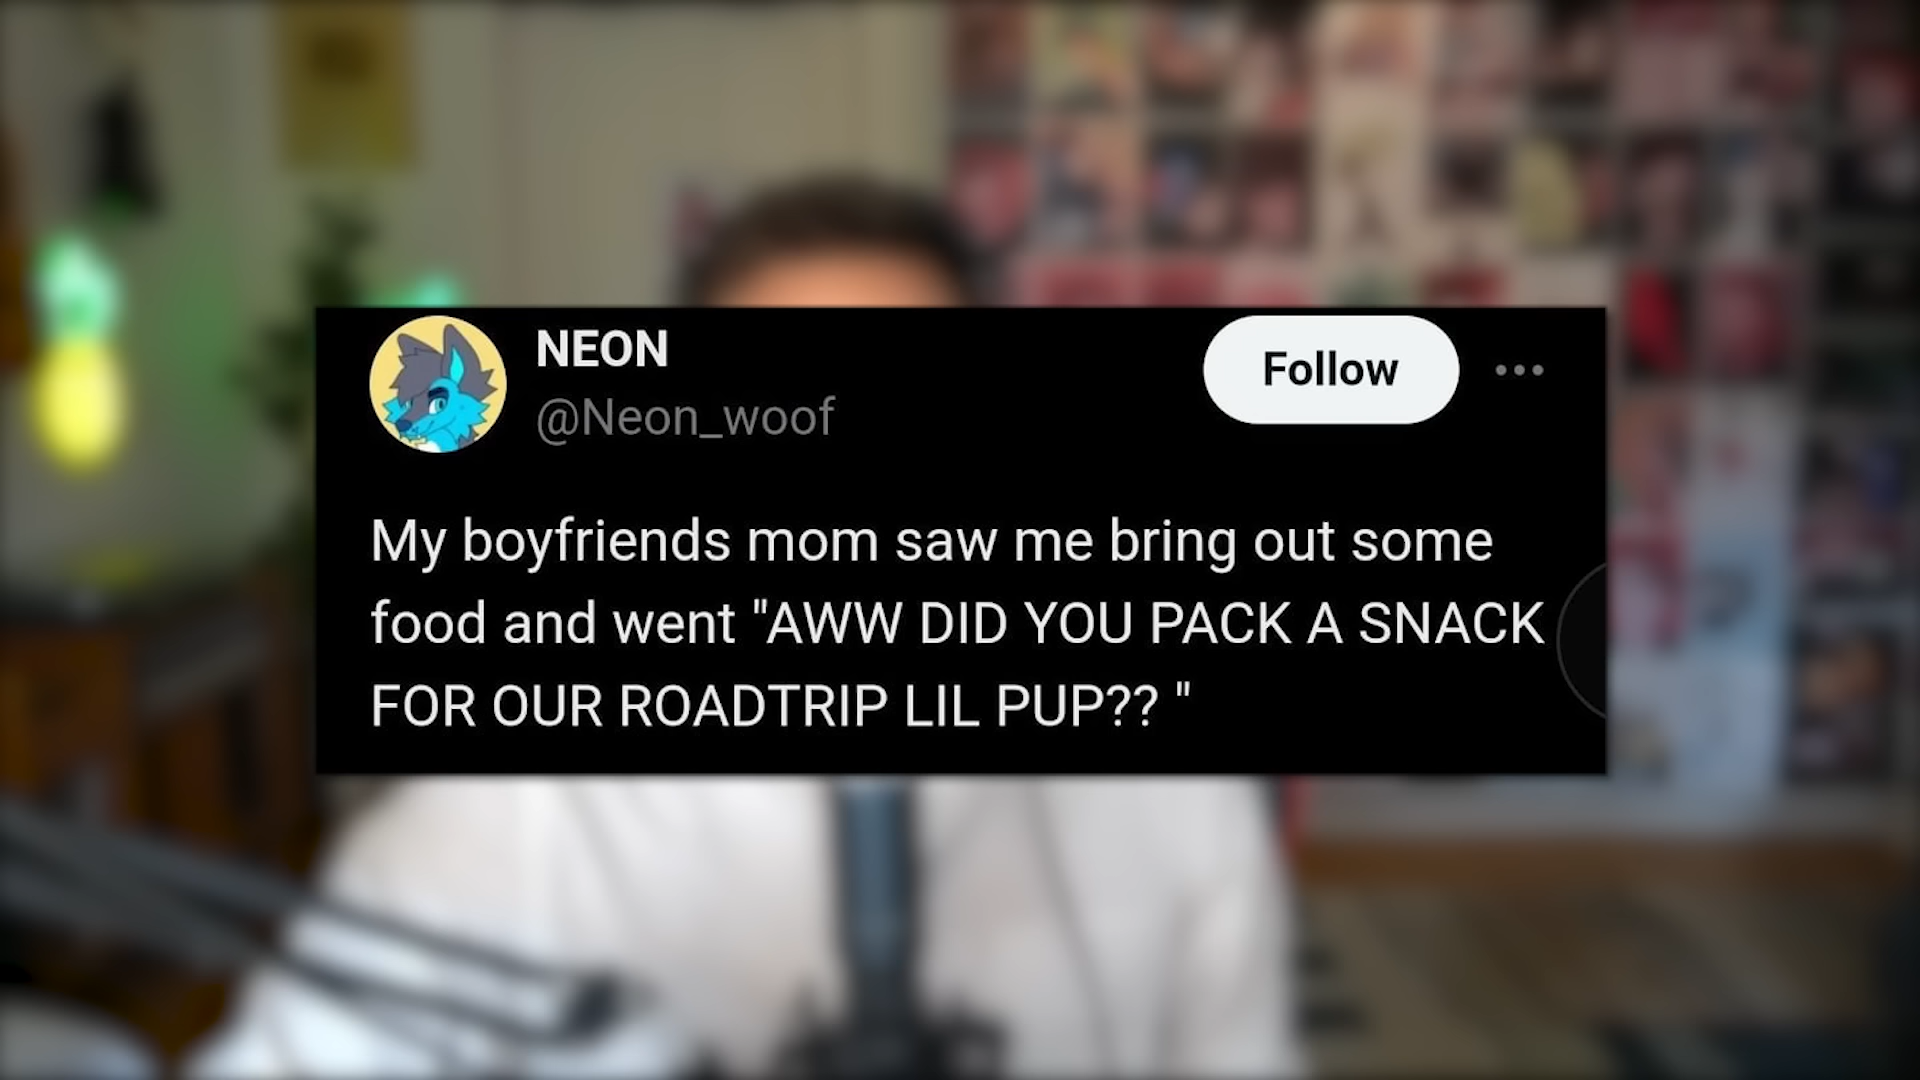 NEON
@Neon_woof
Follow
My boyfriends mom saw me bring out some
food and went "AWW DID YOU PACK A SNACK
FOR OUR ROADTRIP LIL PUP?? "